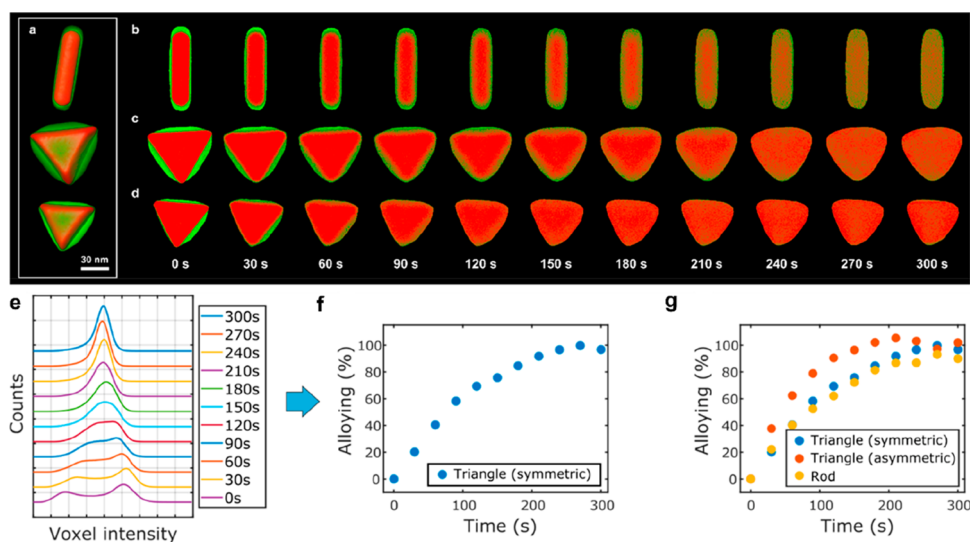 a
b
c
d
30 nm
0 s 30 s 60 s 90 s 120 s 150 s 180 s 210 s 240 s 270 s 300 s
e
Counts
Voxel intensity
300s
270s
240s
210s
180s
150s
120s
90s
60s
30s
0s
f
Alloying (%)
100
80
60
40
20
0
0 100 200 300
Time (s)
Triangle (symmetric)
g
Alloying (%)
100
80
60
40
20
0
0 100 200 300
Time (s)
Triangle (symmetric)
Triangle (asymmetric)
Rod